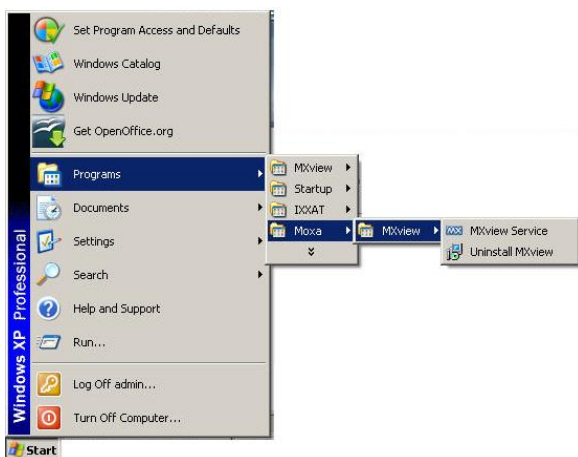 Set Program Access and Defaults
Windows Catalog
Windows Update
Get OpenOffice.org
Programs
Documents
Settings
Search
Help and Support
Run...
Log Off admin...
Turn Off Computer...
MXview
Startup
IXXAT
Moxa
MXview
MXview Service
Uninstall MXview
Windows XP Professional
Start